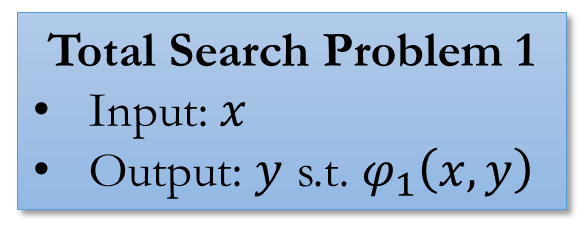 Total Search Problem 1
• Input: 𝑥
• Output: 𝑦 s.t. 𝜑₁(𝑥, 𝑦)